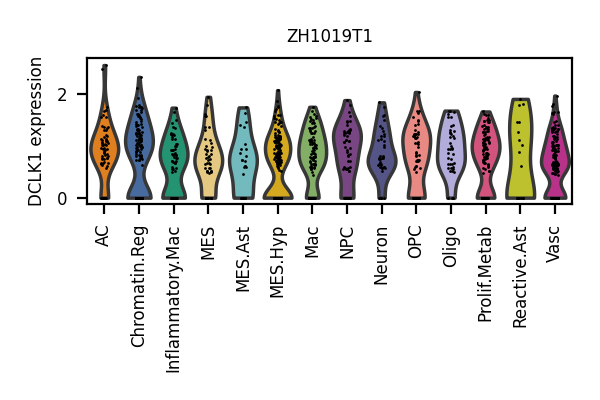 ZH1019T1
DCLK1 expression
2
0
AC
Chromatin.Reg
Inflammatory.Mac
MES
MES.Ast
MES.Hyp
Mac
NPC
Neuron
OPC
Oligo
Prolif.Metab
Reactive.Ast
Vasc